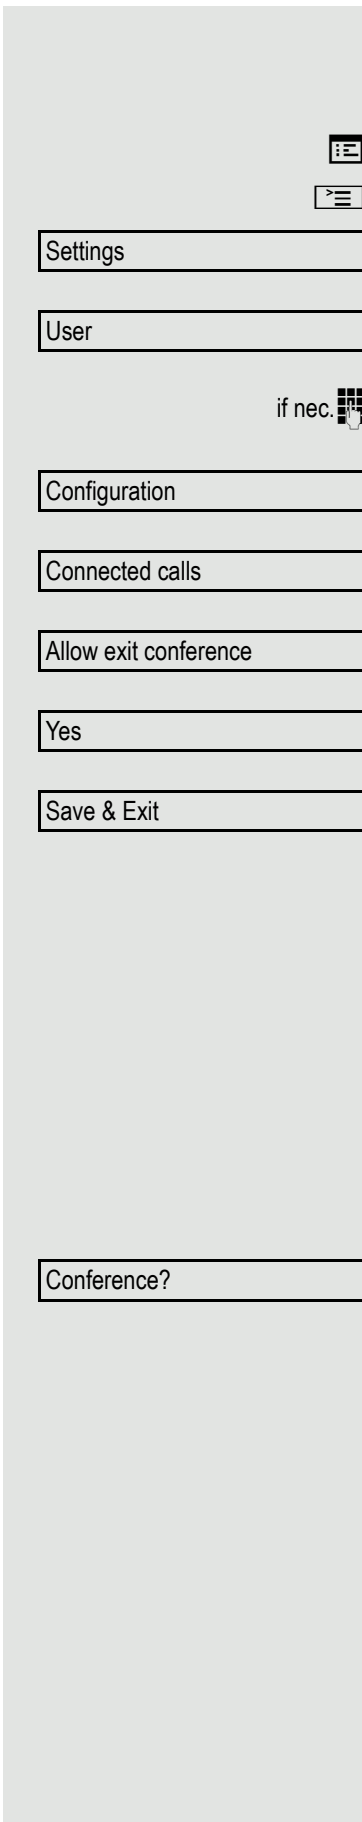 Settings
User
if nec.
Configuration
Connected calls
Allow exit conference
Yes
Save & Exit
Conference?